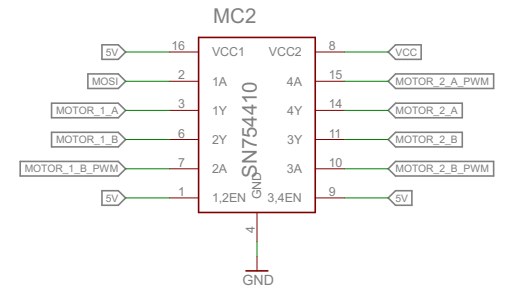 MC2
5V 16 VCC1 VCC2 8 VCC
MOSI 2 1A 4A 15 MOTOR_2_A_PWM
MOTOR_1_A 3 1Y 4Y 14 MOTOR_2_A
MOTOR_1_B 6 2Y 3Y 11 MOTOR_2_B
MOTOR_1_B_PWM 7 2A 3A 10 MOTOR_2_B_PWM
5V 1 1,2EN 3,4EN 9 5V
SN754410
GND
4
GND